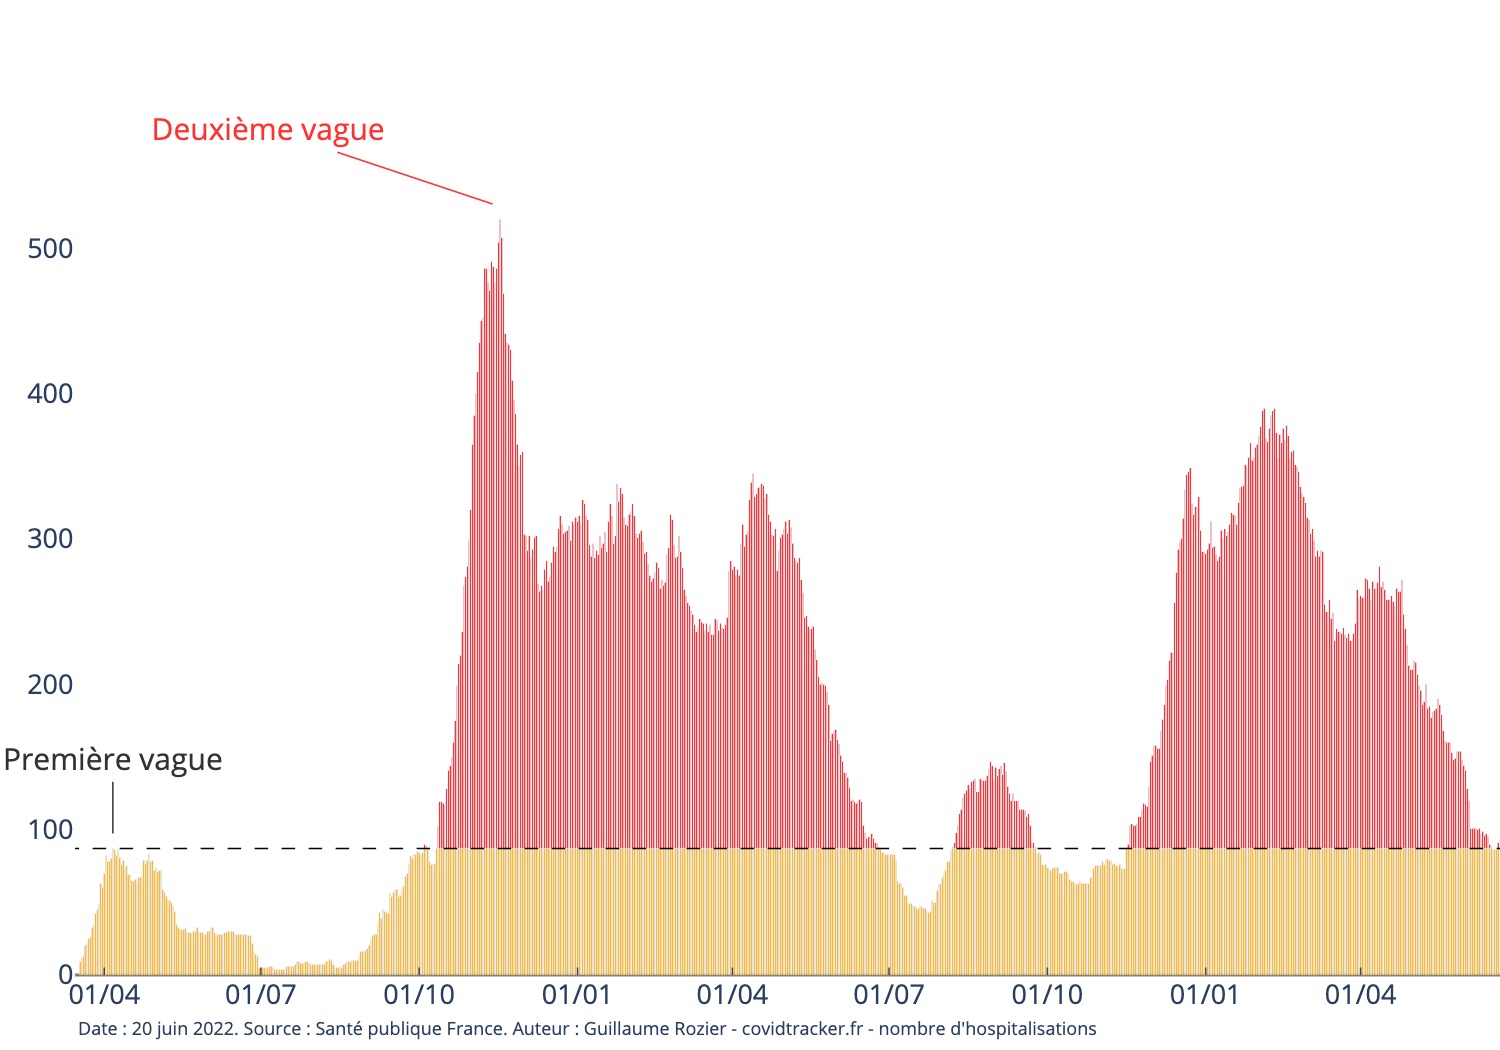 Deuxième vague
500
400
300
200
Première vague
100
0
01/04 01/07 01/10 01/01 01/04 01/07 01/10 01/01 01/04
Date : 20 juin 2022. Source : Santé publique France. Auteur : Guillaume Rozier - covidtracker.fr - nombre d'hospitalisations